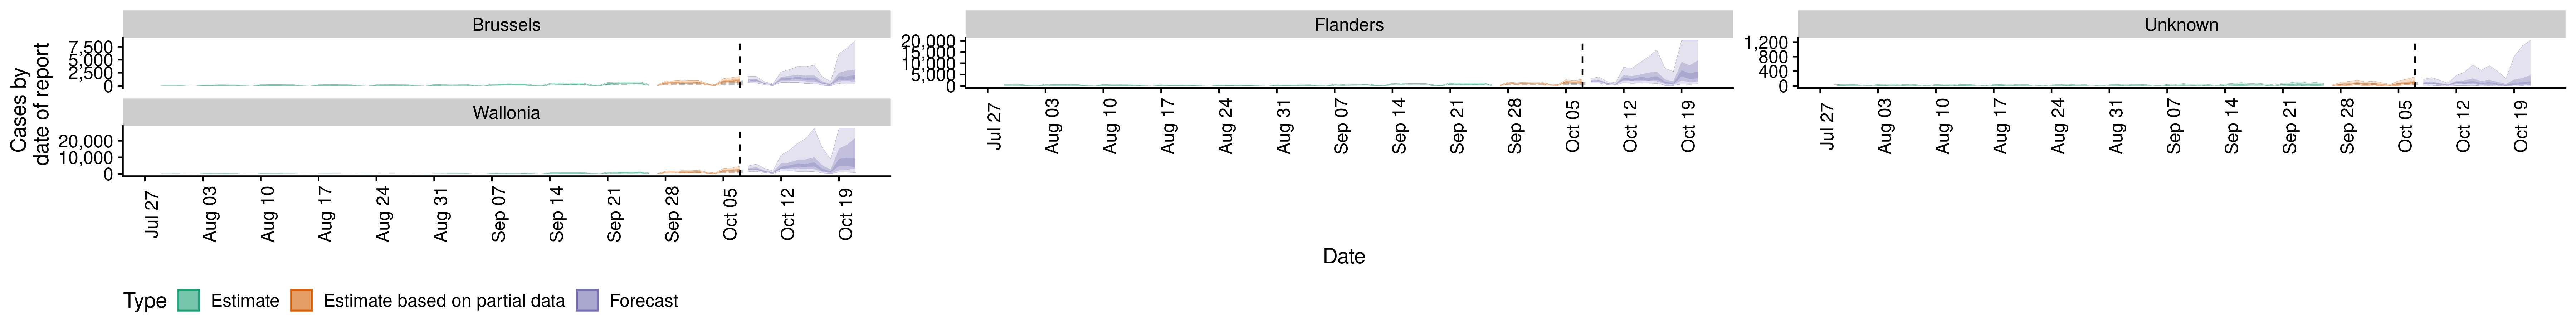 Brussels
Flanders
Unknown
Cases by
date of report
7,500
5,000
2,500
0
20,000
15,000
10,000
5,000
0
1,200
800
400
0
Jul 27
Aug 03
Aug 10
Aug 17
Aug 24
Aug 31
Sep 07
Sep 14
Sep 21
Sep 28
Oct 05
Oct 12
Oct 19
Jul 27
Aug 03
Aug 10
Aug 17
Aug 24
Aug 31
Sep 07
Sep 14
Sep 21
Sep 28
Oct 05
Oct 12
Oct 19
Wallonia
20,000
10,000
0
Jul 27
Aug 03
Aug 10
Aug 17
Aug 24
Aug 31
Sep 07
Sep 14
Sep 21
Sep 28
Oct 05
Oct 12
Oct 19
Date
Type Estimate Estimate based on partial data Forecast